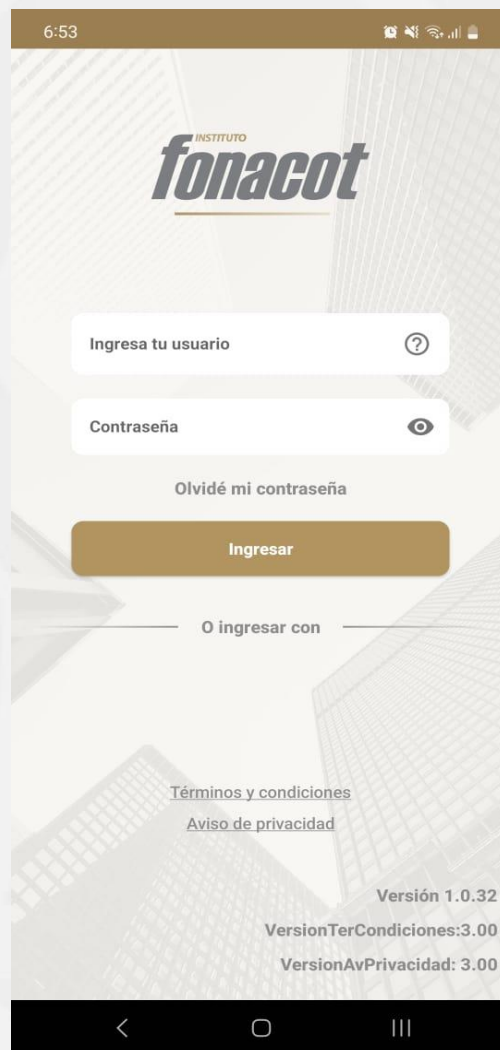 6:53
INSTITUTO
fonacot
Ingresa tu usuario
Contraseña
Olvidé mi contraseña
Ingresar
O ingresar con
Términos y condiciones
Aviso de privacidad
Versión 1.0.32
VersionTerCondiciones:3.00
VersionAvPrivacidad: 3.00